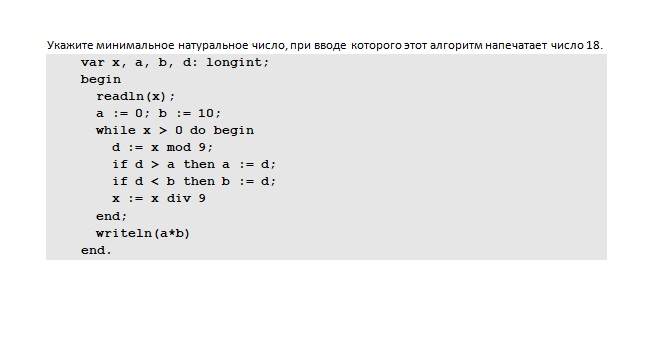 Укажите минимальное натуральное число, при вводе которого этот алгоритм напечатает число 18.
var x, a, b, d: longint;
begin
readln(x);
a := 0; b := 10;
while x > 0 do begin
d := x mod 9;
if d > a then a := d;
if d < b then b := d;
x := x div 9
end;
writeln(a*b)
end.